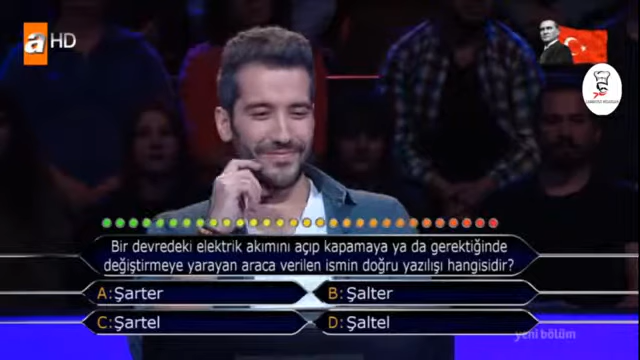 a HD
Bir devredeki elektrik akımını açıp kapamaya ya da gerektiğinde
değiştirmeye yarayan araca verilen ismin doğru yazılışı hangisidir?
A:Şarter
B:Şalter
C:Şartel
D:Şaltel
yeni bölüm